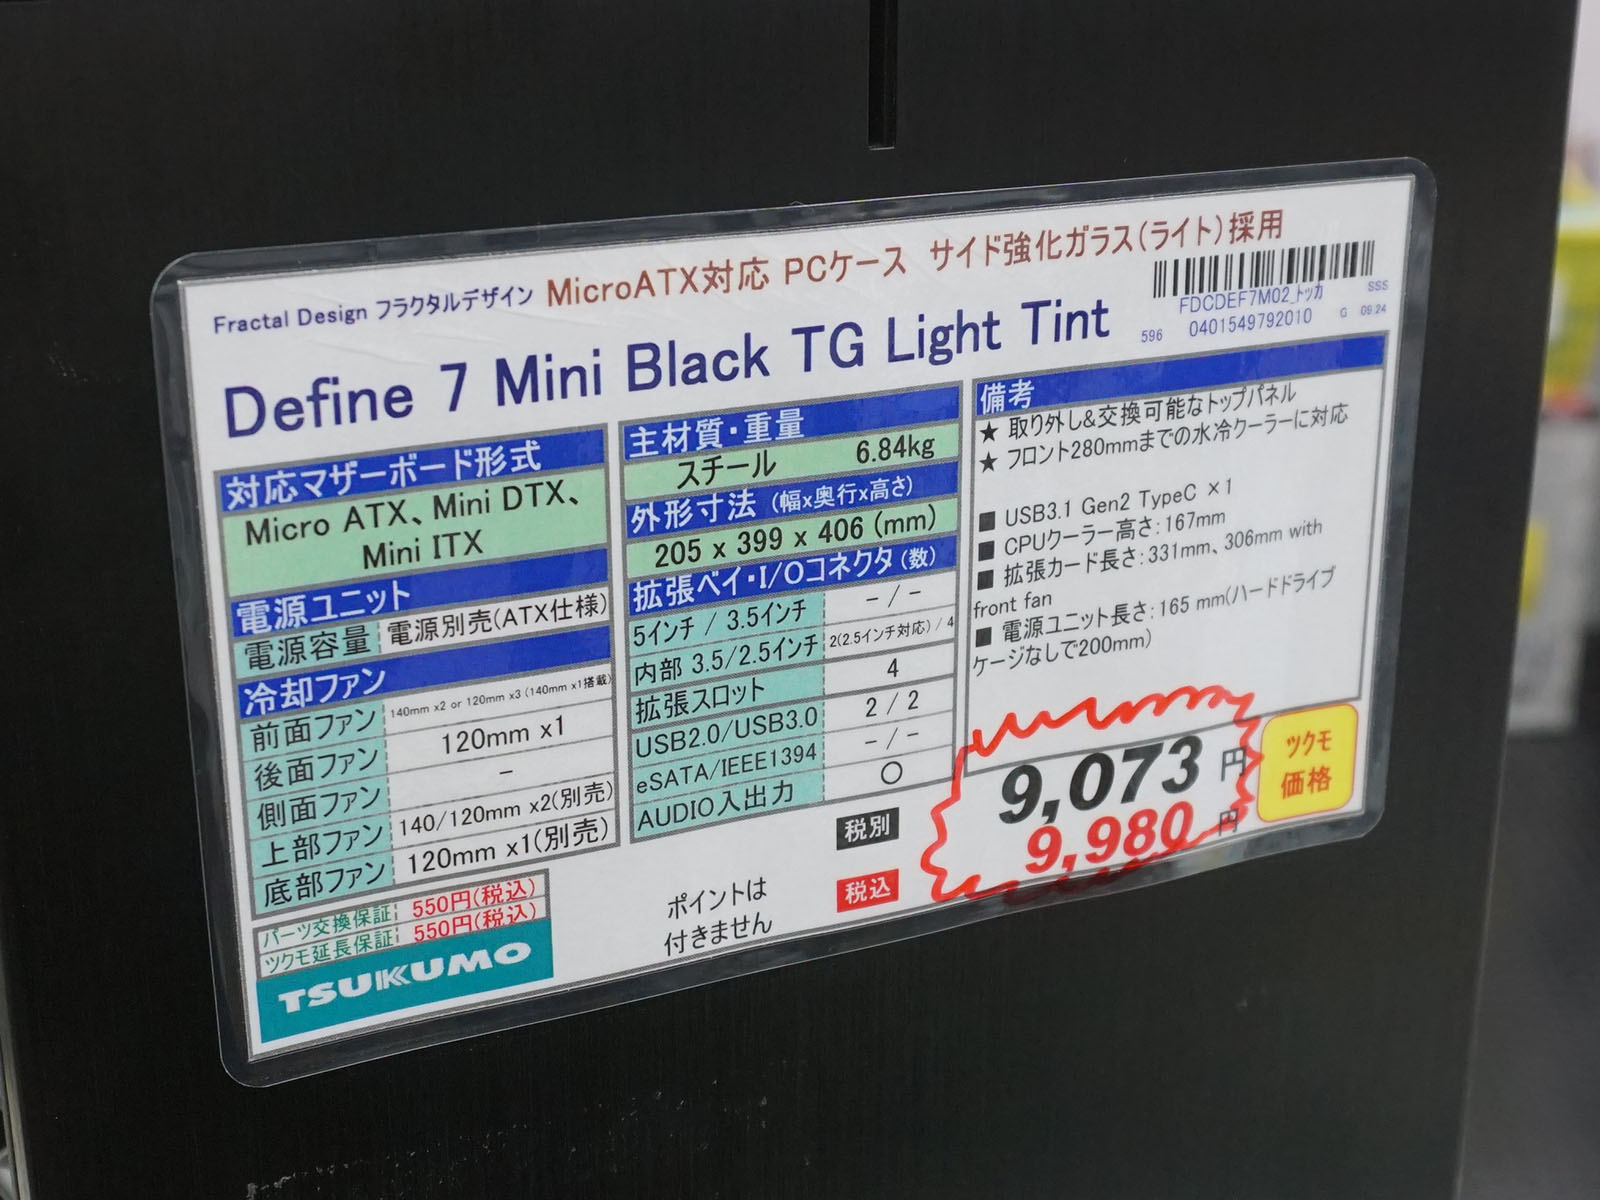 Fractal Design フラクタルデザイン MicroATX対応 PCケース サイド強化ガラス(ライト)採用
Define 7 Mini Black TG Light Tint
FDCDEF7M02_トッカ SSS
596 0401549792010 G 09.24
対応マザーボード形式
Micro ATX、Mini DTX、
Mini ITX
電源ユニット
電源容量 電源別売(ATX仕様)
冷却ファン
前面ファン 140mm x2 or 120mm x3 (140mm x1搭載)
後面ファン 120mm x1
側面ファン -
上部ファン 140/120mm x2(別売)
底部ファン 120mm x1(別売)
パーツ交換保証 550円(税込)
ツクモ延長保証 550円(税込)
TSUKUMO
主材質・重量
スチール 6.84kg
外形寸法 (幅x奥行x高さ)
205 x 399 x 406 (mm)
拡張ベイ・I/Oコネクタ (数)
5インチ / 3.5インチ - / -
内部 3.5/2.5インチ 2(2.5インチ対応) / 4
拡張スロット 4
USB2.0/USB3.0 2 / 2
eSATA/IEEE1394 - / -
AUDIO入出力 ○
備考
★ 取り外し&交換可能なトップパネル
★ フロント280mmまでの水冷クーラーに対応
■ USB3.1 Gen2 TypeC ×1
■ CPUクーラー高さ: 167mm
■ 拡張カード長さ: 331mm、306mm with
front fan
■ 電源ユニット長さ: 165 mm(ハードドライブ
ケージなしで200mm)
ポイントは
付きません
税別 9,073 円
税込 9,980 円
ツクモ
価格